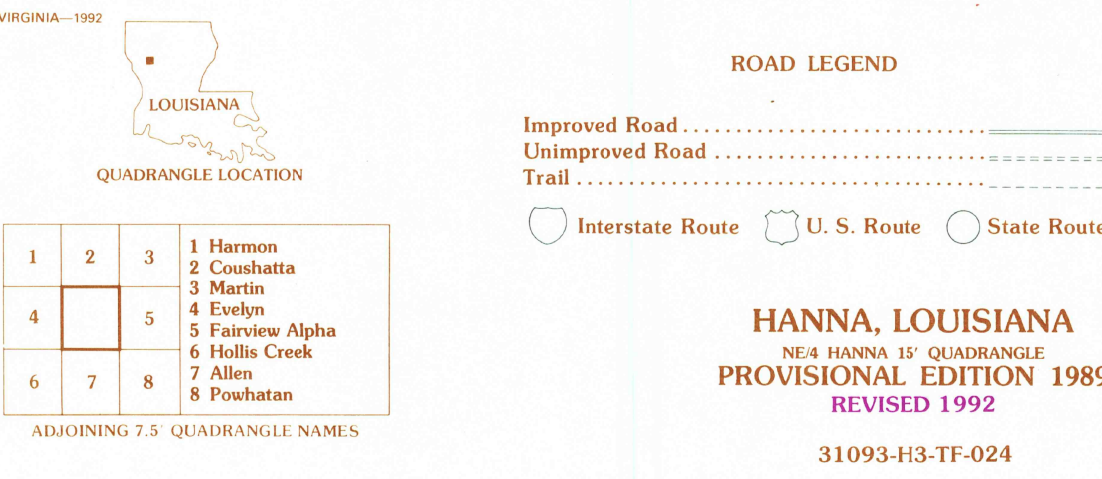 VIRGINIA—1992
LOUISIANA
QUADRANGLE LOCATION
1 2 3
4 5
6 7 8
1 Harmon
2 Coushatta
3 Martin
4 Evelyn
5 Fairview Alpha
6 Hollis Creek
7 Allen
8 Powhatan
ADJOINING 7.5' QUADRANGLE NAMES
ROAD LEGEND
Improved Road
Unimproved Road
Trail
Interstate Route U. S. Route State Route
HANNA, LOUISIANA
NE/4 HANNA 15' QUADRANGLE
PROVISIONAL EDITION 1989
REVISED 1992
31093-H3-TF-024